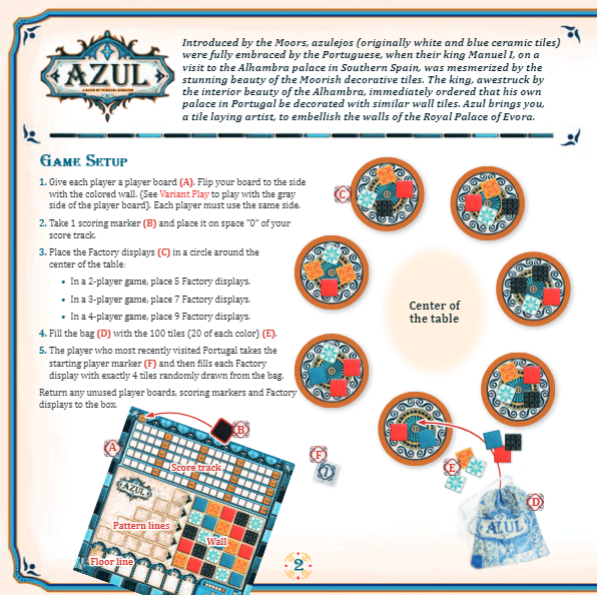 AZUL
Introduced by the Moors, azulejos (originally white and blue ceramic tiles)
were fully embraced by the Portuguese, when their king Manuel I, on a
visit to the Alhambra palace in Southern Spain, was mesmerized by the
stunning beauty of the Moorish decorative tiles. The king, awestruck by
the interior beauty of the Alhambra, immediately ordered that his own
palace in Portugal be decorated with similar wall tiles. Azul brings you,
a tile laying artist, to embellish the walls of the Royal Palace of Evora.
Game Setup
1. Give each player a player board (A). Flip your board to the side
with the colored wall. (See Variant Play to play with the gray
side of the player board). Each player must use the same side.
2. Take 1 scoring marker (B) and place it on space "0" of your
score track.
3. Place the Factory displays (C) in a circle around the
center of the table:
• In a 2-player game, place 5 Factory displays.
• In a 3-player game, place 7 Factory displays.
• In a 4-player game, place 9 Factory displays.
4. Fill the bag (D) with the 100 tiles (20 of each color) (E).
5. The player who most recently visited Portugal takes the
starting player marker (F) and then fills each Factory
display with exactly 4 tiles randomly drawn from the bag.
Return any unused player boards, scoring markers and Factory
displays to the box.
C
Center of
the table
A
B
Score track
AZUL
Pattern lines
Wall
Floor line
F
1
E
D
AZUL
2